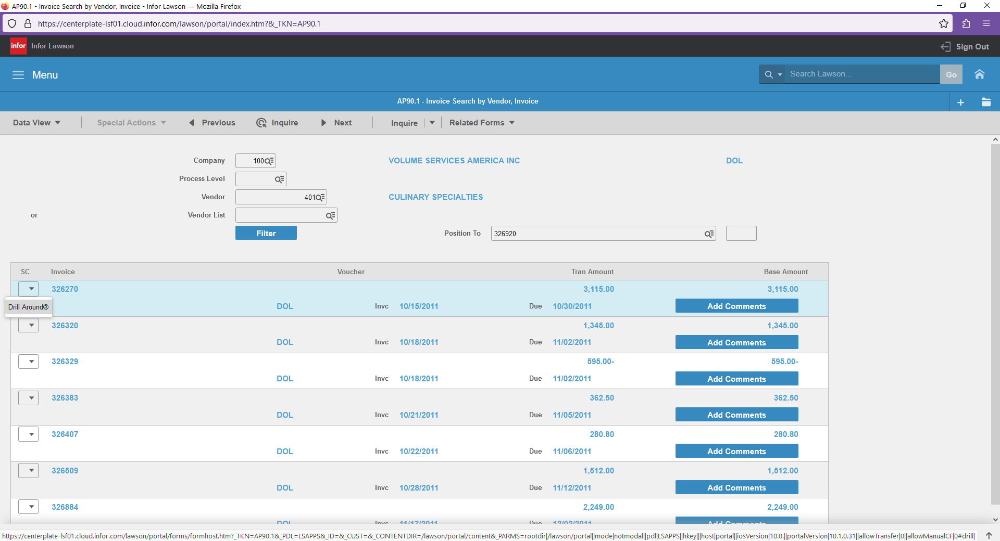 AP90.1 - Invoice Search by Vendor, Invoice - Infor Lawson — Mozilla Firefox
https://centerplate-lsf01.cloud.infor.com/lawson/portal/index.htm?&_TKN=AP90.1
infor Infor Lawson Sign Out
Menu Search Lawson... Go
AP90.1 - Invoice Search by Vendor, Invoice
Data View Special Actions Previous Inquire Next Inquire Related Forms
Company 100 VOLUME SERVICES AMERICA INC DOL
Process Level
Vendor 401 CULINARY SPECIALTIES
or Vendor List
Filter Position To 326920
SC Invoice Voucher Tran Amount Base Amount
326270 3,115.00 3,115.00
Drill Around® DOL Invc 10/15/2011 Due 10/30/2011 Add Comments
326320 1,345.00 1,345.00
DOL Invc 10/18/2011 Due 11/02/2011 Add Comments
326329 595.00- 595.00-
DOL Invc 10/18/2011 Due 11/02/2011 Add Comments
326383 362.50 362.50
DOL Invc 10/21/2011 Due 11/05/2011 Add Comments
326407 280.80 280.80
DOL Invc 10/22/2011 Due 11/06/2011 Add Comments
326509 1,512.00 1,512.00
DOL Invc 10/28/2011 Due 11/12/2011 Add Comments
326884 2,249.00 2,249.00
DOL Invc 11/17/2011 Due 12/02/2011 Add Comments
https://centerplate-lsf01.cloud.infor.com/lawson/portal/forms/formhost.htm?_TKN=AP90.1&_PDL=LSAPPS&_ID=&_CUST=&_CONTENTDIR=/lawson/portal/content&_PARMS=rootdir|/lawson/portal||mode|notmodal||pdl|LSAPPS||hkey|||host|portal||iosVersion|10.0.||portalVersion|10.1.0.31||allowTransfer|0||allowManualCF|0#drill|